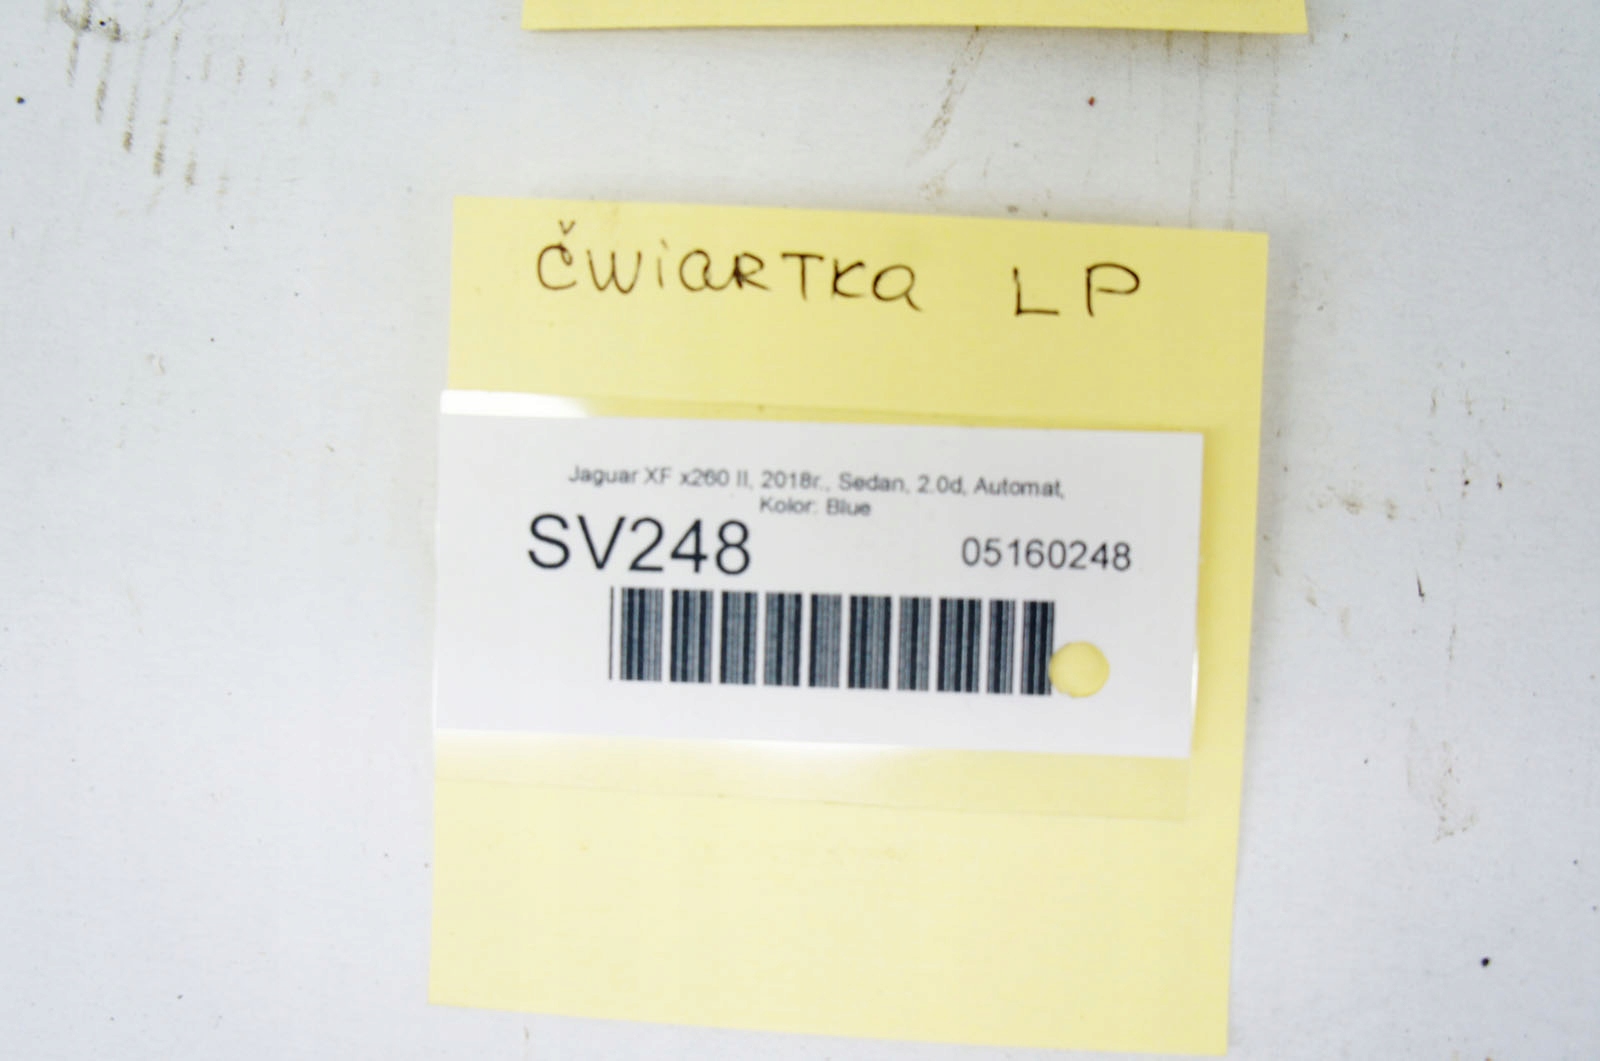 Čwiartka LP
Jaguar XF x260 II, 2018r., Sedan, 2.0d, Automat,
Kolor: Blue
SV248
05160248